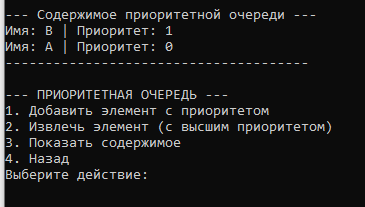 --- Содержимое приоритетной очереди ---
Имя: B | Приоритет: 1
Имя: A | Приоритет: 0
---------------------------------------
--- ПРИОРИТЕТНАЯ ОЧЕРЕДЬ ---
1. Добавить элемент с приоритетом
2. Извлечь элемент (с высшим приоритетом)
3. Показать содержимое
4. Назад
Выберите действие: